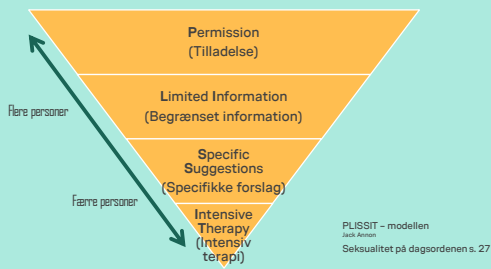 Permission
(Tilladelse)
Limited Information
(Begrænset information)
Flere personer
Specific
Suggestions
(Specifikke forslag)
Færre personer
Intensive
Therapy
(Intensiv
terapi)
PLISSIT – modellen
Jack Annon
Seksualitet på dagsordenen s. 27